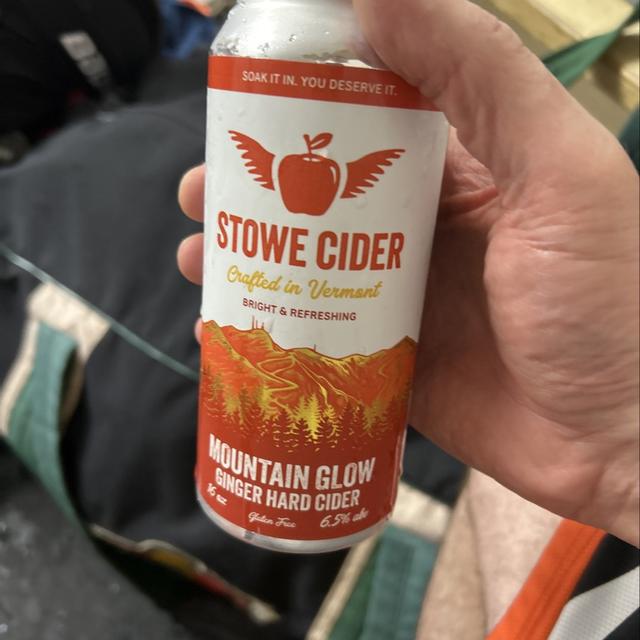 SOAK IT IN. YOU DESERVE IT.
STOWE CIDER
Crafted in Vermont
BRIGHT & REFRESHING
MOUNTAIN GLOW
GINGER HARD CIDER
16 oz Gluten Free 6.5% abv